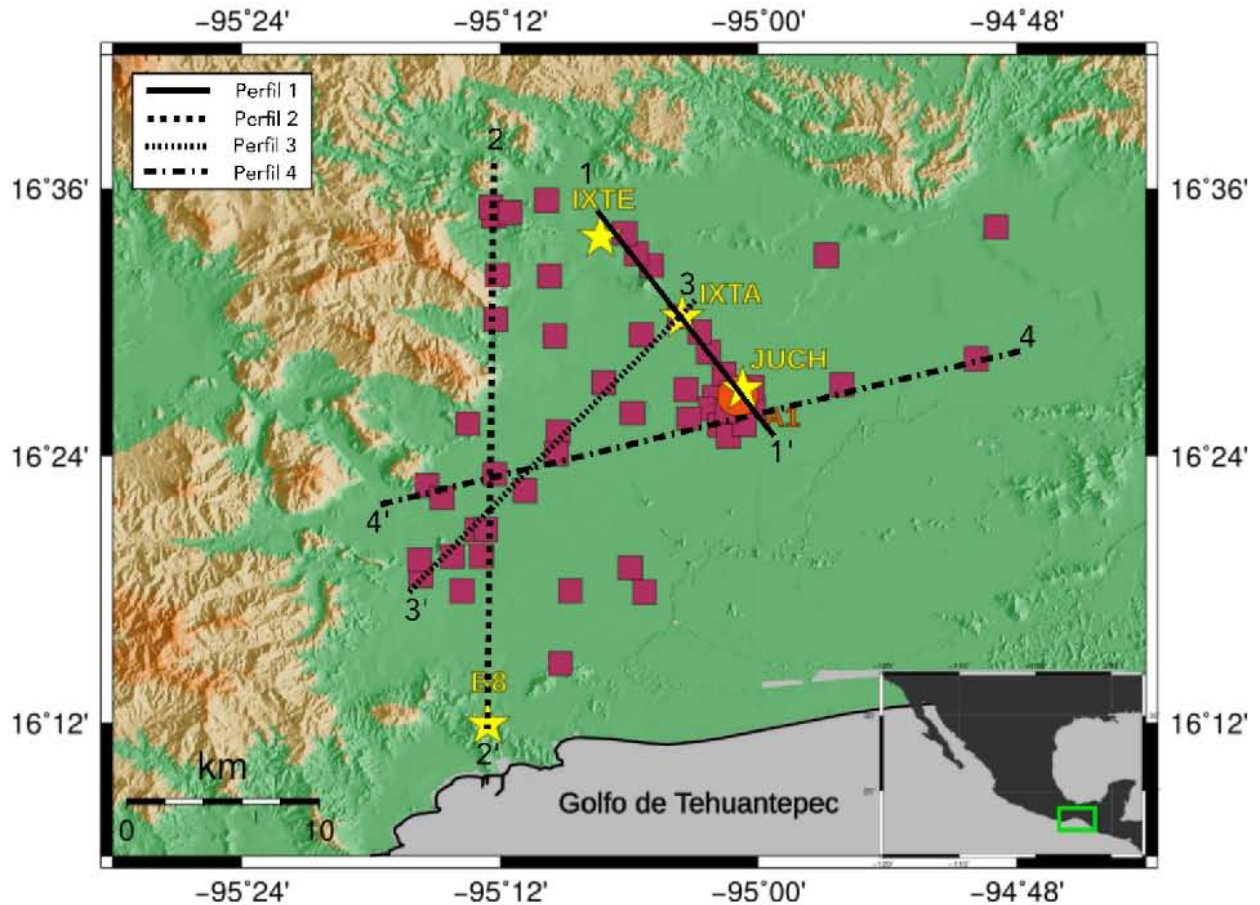 −95˚24' −95˚12' −95˚00' −94˚48'
Perfil 1
Perfil 2
Perfil 3
Perfil 4
2
16˚36' 16˚36'
1
IXTE
3
IXTA
JUCH
4
A1
1'
16˚24' 16˚24'
4'
3'
E8
16˚12' 16˚12'
2'
km
0 10
Golfo de Tehuantepec
−95˚24' −95˚12' −95˚00' −94˚48'